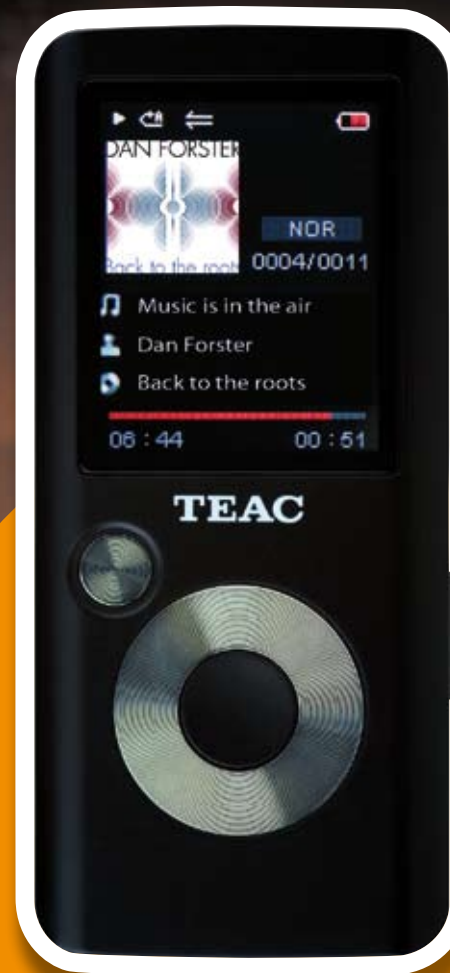 DAN FORSTER
Back to the roots
NOR
0004/0011
Music is in the air
Dan Forster
Back to the roots
06:44 00:51
TEAC